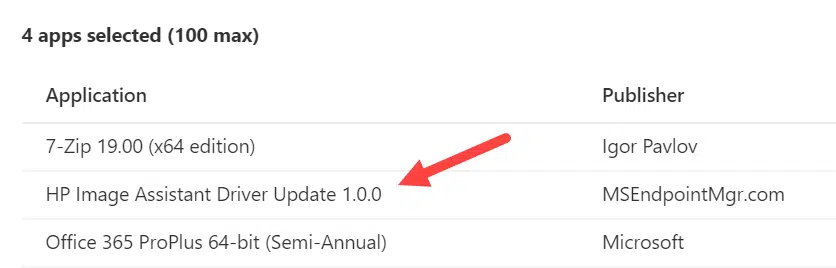 4 apps selected (100 max)
Application Publisher
7-Zip 19.00 (x64 edition) Igor Pavlov
HP Image Assistant Driver Update 1.0.0 MSEndpointMgr.com
Office 365 ProPlus 64-bit (Semi-Annual) Microsoft